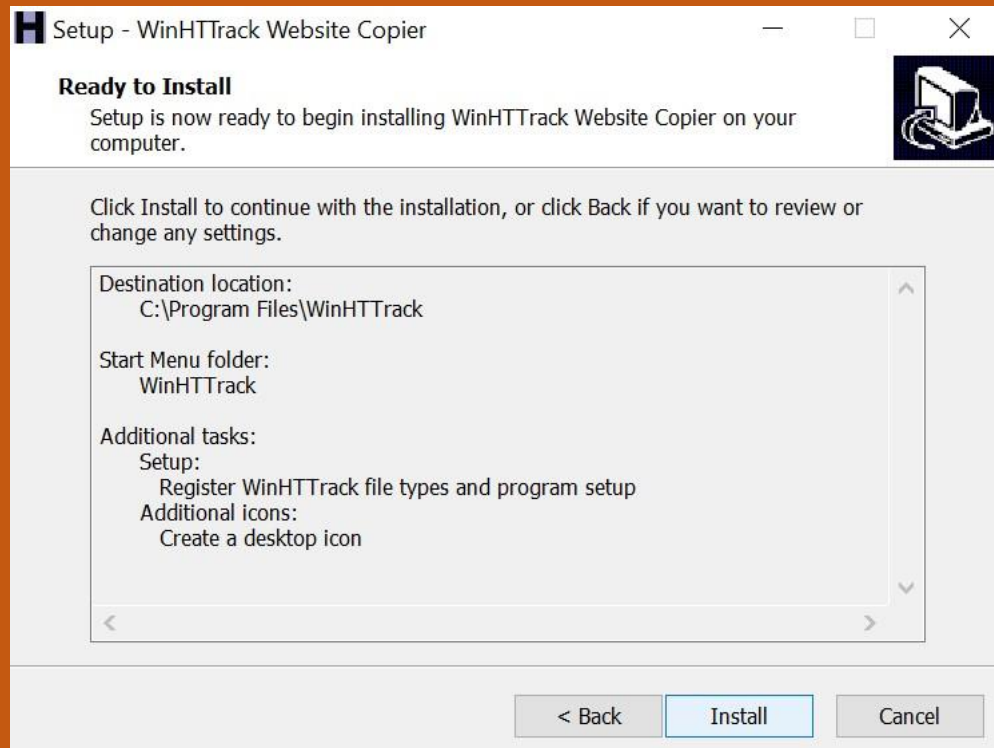 Setup - WinHTTrack Website Copier
Ready to Install
Setup is now ready to begin installing WinHTTrack Website Copier on your
computer.
Click Install to continue with the installation, or click Back if you want to review or
change any settings.
Destination location:
C:\Program Files\WinHTTrack
Start Menu folder:
WinHTTrack
Additional tasks:
Setup:
Register WinHTTrack file types and program setup
Additional icons:
Create a desktop icon
< Back
Install
Cancel